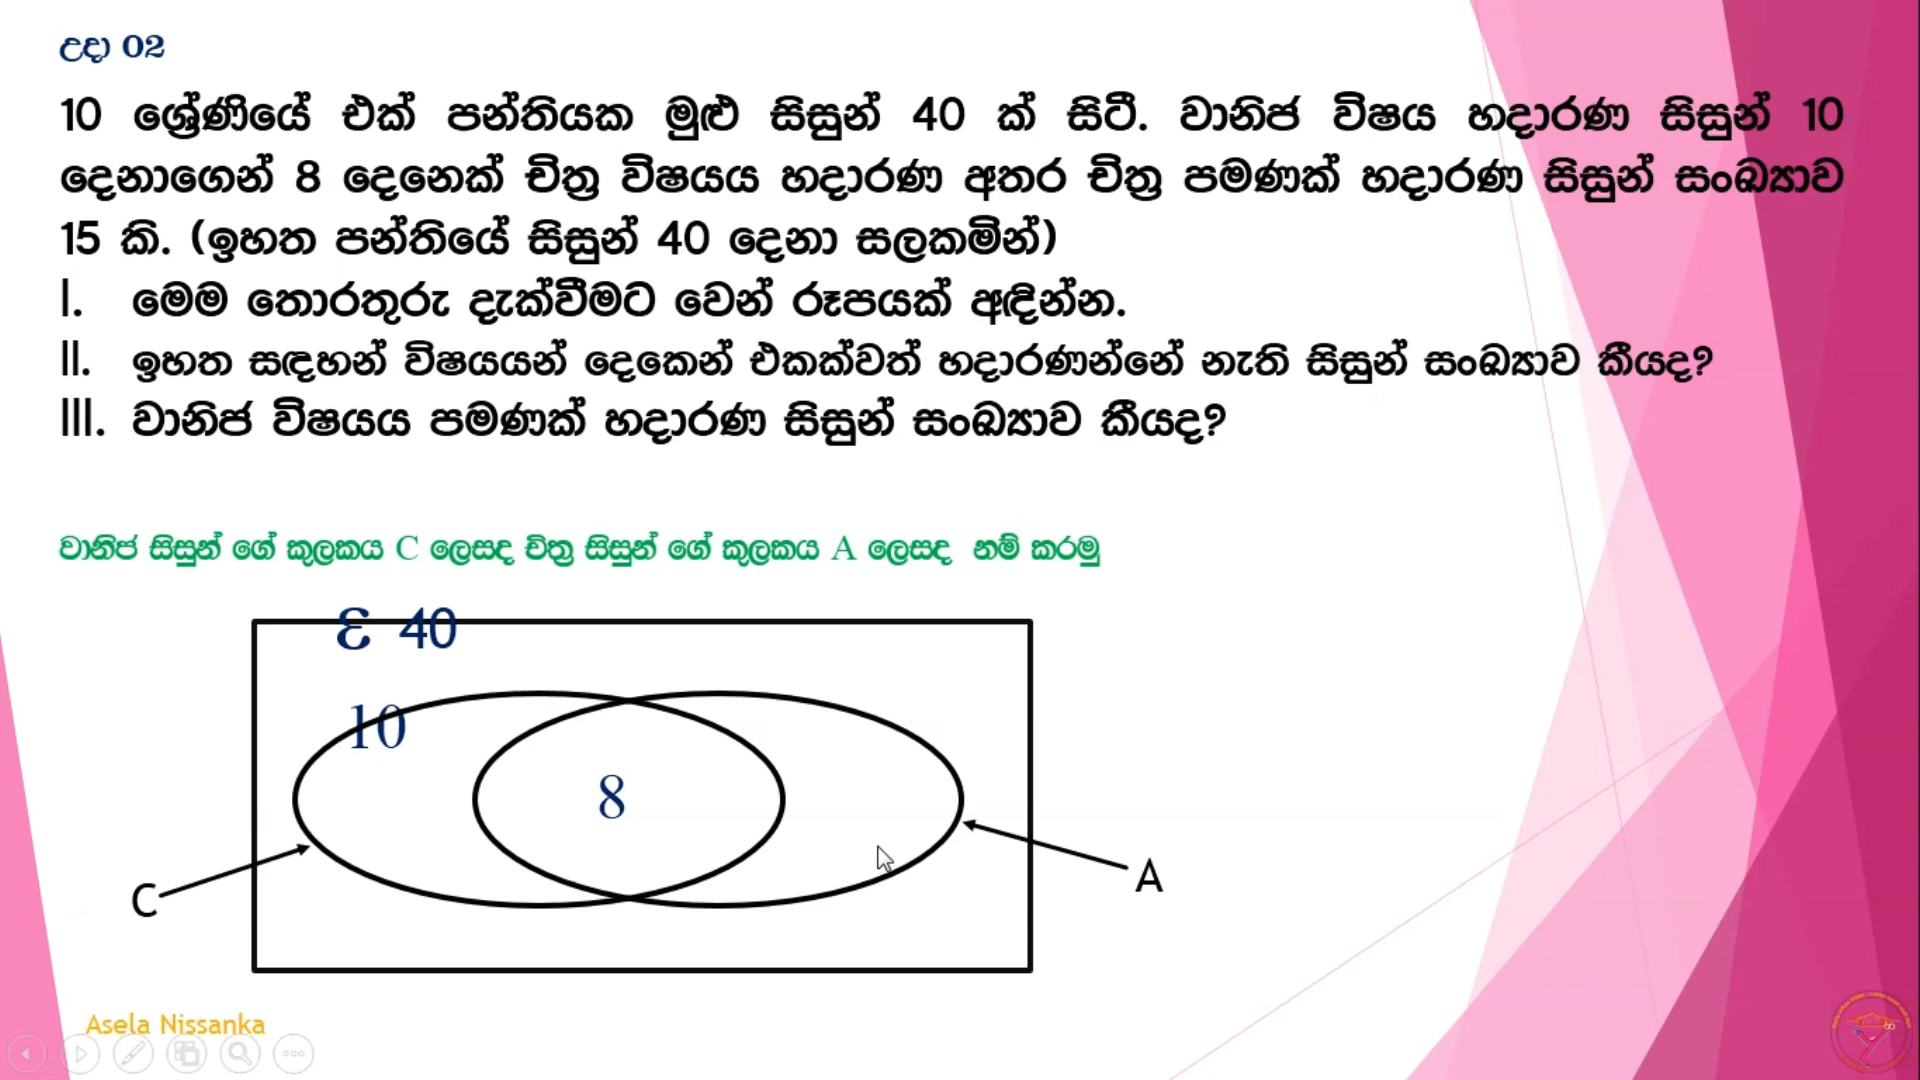 උදා 02
10 ශ්‍රේණියේ එක් පන්තියක මුළු සිසුන් 40 ක් සිටී. වානිජ විෂය හදාරණ සිසුන් 10
දෙනාගෙන් 8 දෙනෙක් චිත්‍ර විෂයය හදාරණ අතර චිත්‍ර පමණක් හදාරණ සිසුන් සංඛ්‍යාව
15 කි. (ඉහත පන්තියේ සිසුන් 40 දෙනා සලකමින්)
I. මෙම තොරතුරු දැක්වීමට වෙන් රූපයක් අඳින්න.
II. ඉහත සඳහන් විෂයයන් දෙකෙන් එකක්වත් හදාරණන්නේ නැති සිසුන් සංඛ්‍යාව කීයද?
III. වානිජ විෂයය පමණක් හදාරණ සිසුන් සංඛ්‍යාව කීයද?
වානිජ සිසුන් ගේ කුලකය C ලෙසද චිත්‍ර සිසුන් ගේ කුලකය A ලෙසද නම් කරමු
Ɛ 40
10
8
C
A
Asela Nissanka